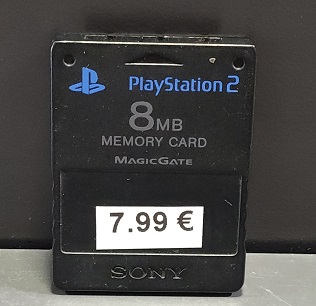 PlayStation 2
8MB
MEMORY CARD
MAGICGATE
7.99 €
SONY